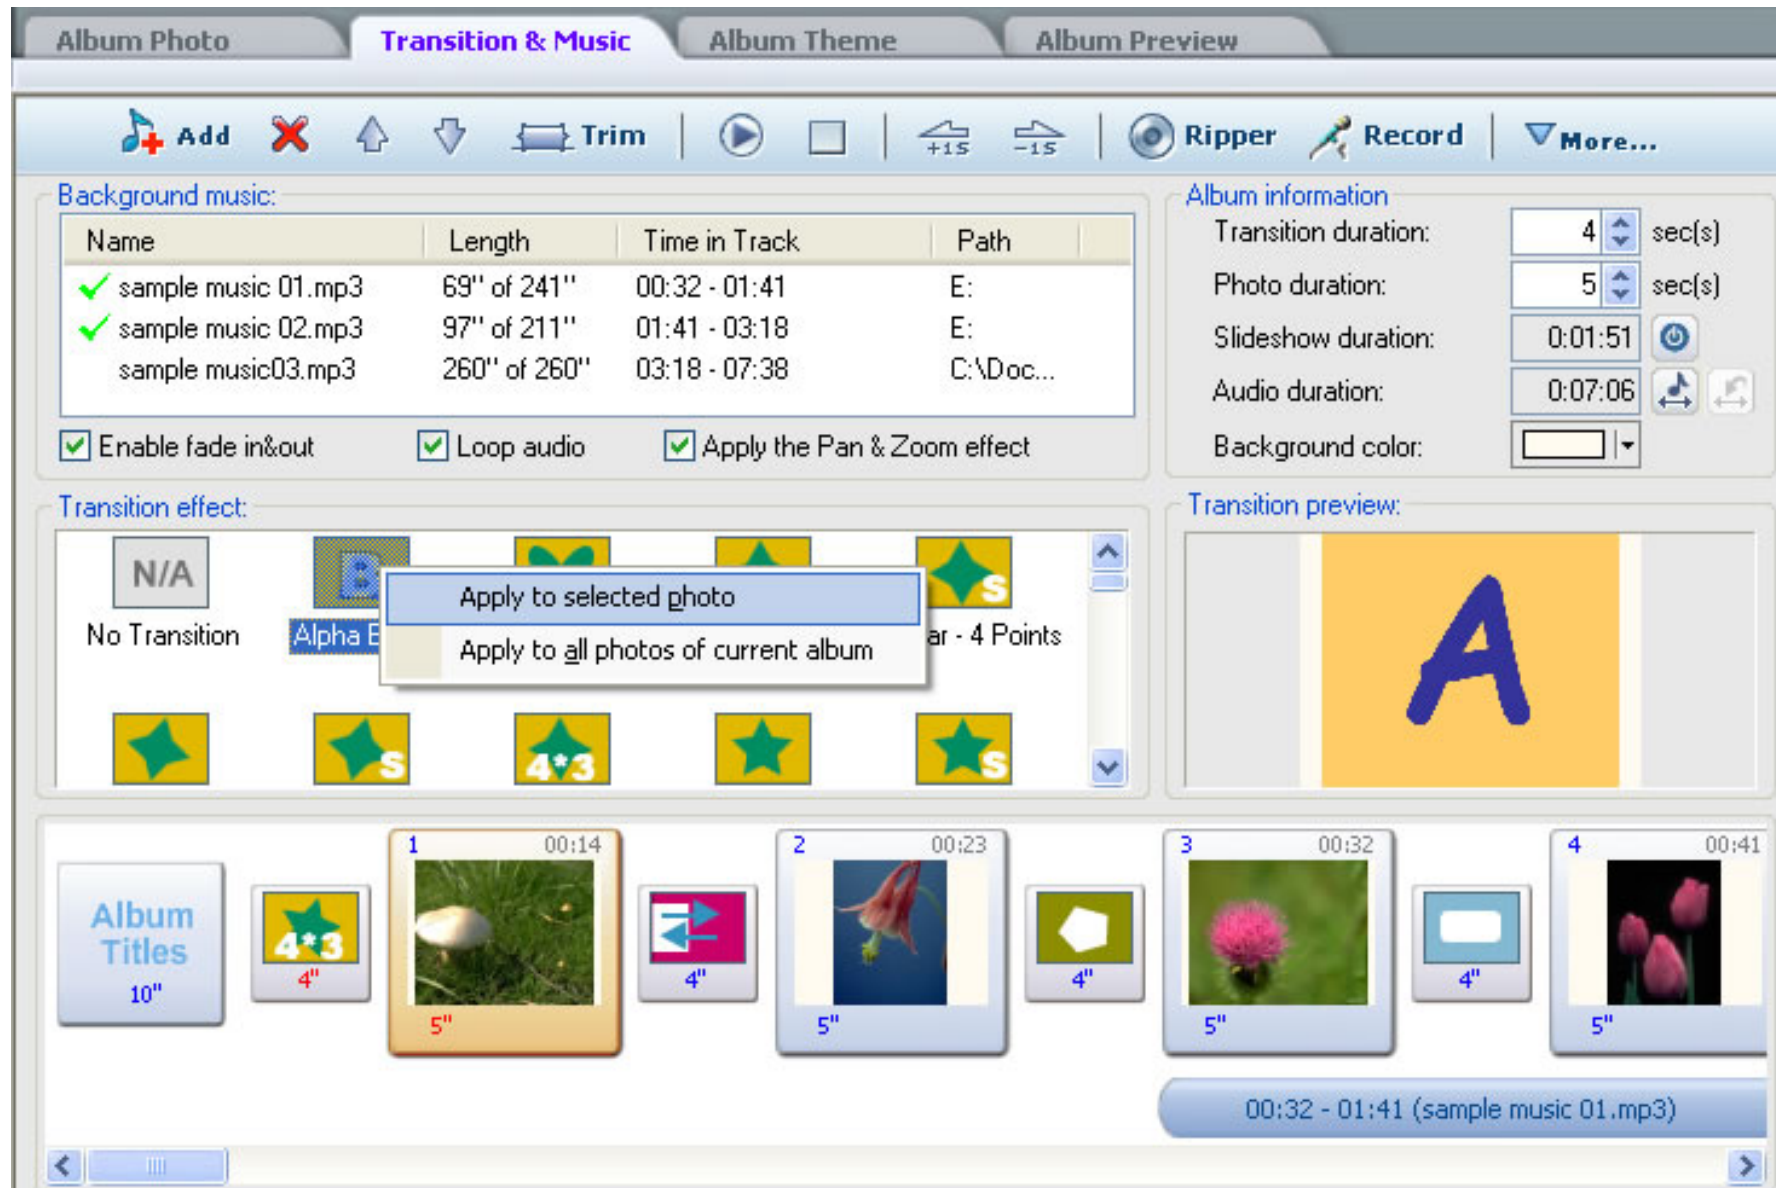 Album Photo Transition & Music Album Theme Album Preview
Add Trim +1S -1S Ripper Record More...
Background music:
Name Length Time in Track Path
sample music 01.mp3 69'' of 241'' 00:32 - 01:41 E:
sample music 02.mp3 97'' of 211'' 01:41 - 03:18 E:
sample music03.mp3 260'' of 260'' 03:18 - 07:38 C:\Doc...
Enable fade in&out Loop audio Apply the Pan & Zoom effect
Album information
Transition duration: 4 sec(s)
Photo duration: 5 sec(s)
Slideshow duration: 0:01:51
Audio duration: 0:07:06
Background color:
Transition effect:
N/A B S
No Transition Alpha ar - 4 Points
Apply to selected photo
Apply to all photos of current album
S 4*3 S
Transition preview:
A
1 00:14 2 00:23 3 00:32 4 00:41
Album
Titles
10"
4*3
4" 4" 4" 4"
5" 5" 5" 5"
00:32 - 01:41 (sample music 01.mp3)